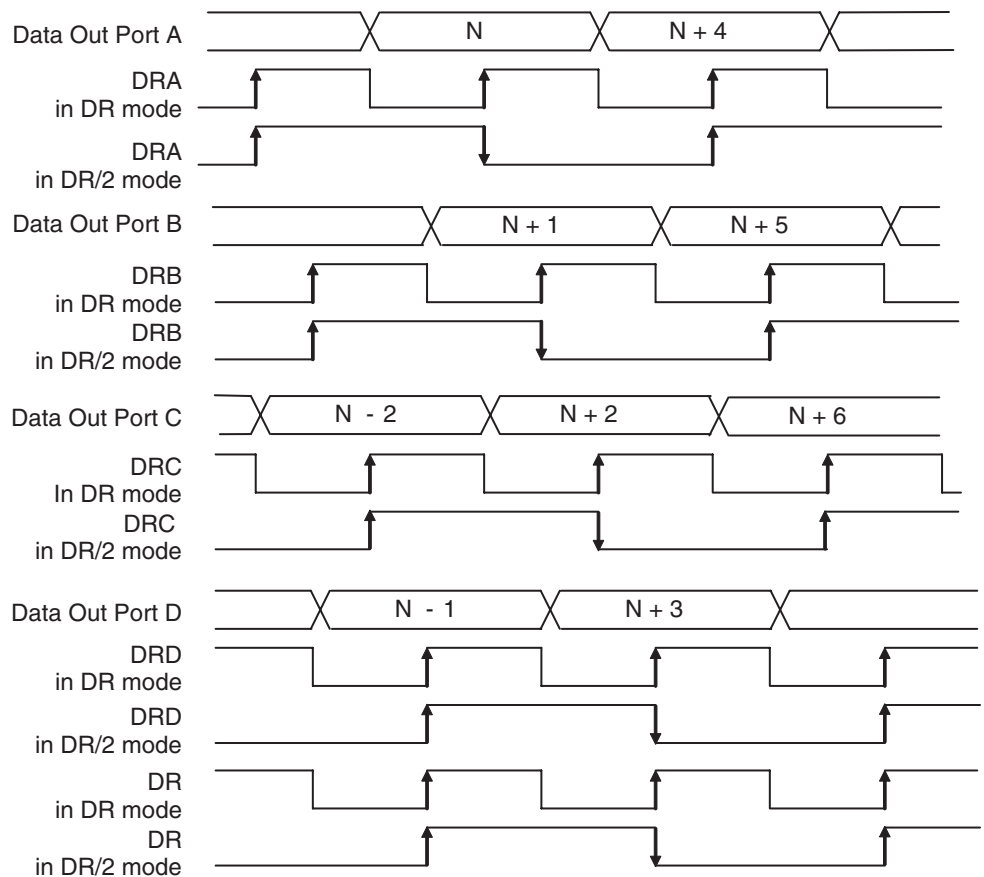 Data Out Port A
N
N + 4
DRA
in DR mode
DRA
in DR/2 mode
Data Out Port B
N + 1
N + 5
DRB
in DR mode
DRB
in DR/2 mode
Data Out Port C
N - 2
N + 2
N + 6
DRC
In DR mode
DRC
in DR/2 mode
Data Out Port D
N - 1
N + 3
DRD
in DR mode
DRD
in DR/2 mode
DR
in DR mode
DR
in DR/2 mode